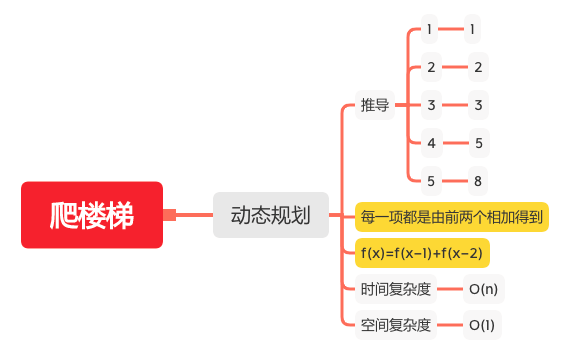 爬楼梯
动态规划
推导
1 1
2 2
3 3
4 5
5 8
每一项都是由前两个相加得到
f(x)=f(x-1)+f(x-2)
时间复杂度 O(n)
空间复杂度 O(1)